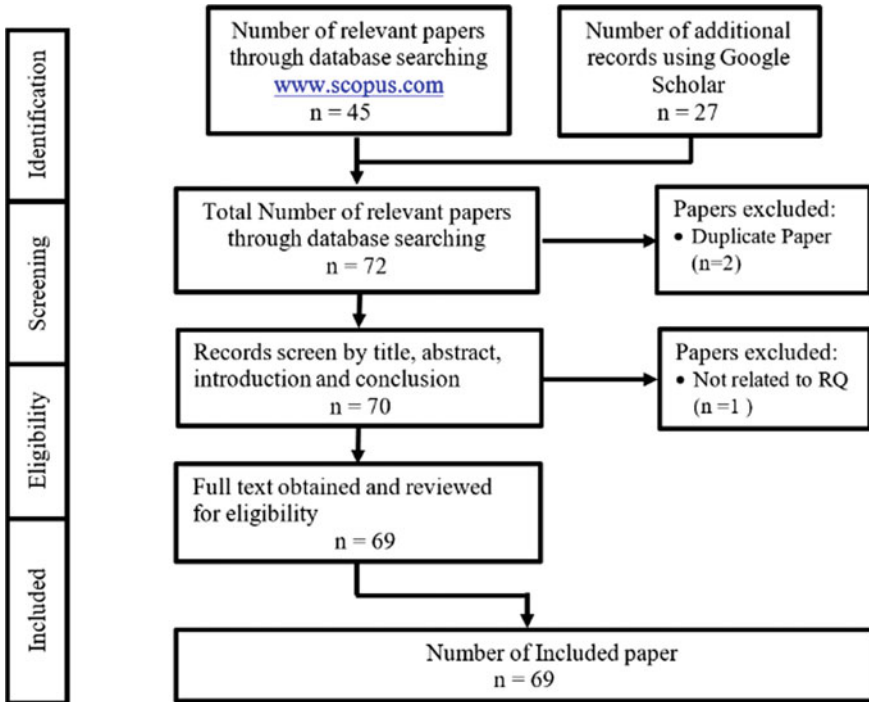 Identification
Screening
Eligibility
Included
Number of relevant papers
through database searching
www.scopus.com
n = 45
Number of additional
records using Google
Scholar
n = 27
Total Number of relevant papers
through database searching
n = 72
Papers excluded:
• Duplicate Paper
(n=2)
Records screen by title, abstract,
introduction and conclusion
n = 70
Papers excluded:
• Not related to RQ
(n =1 )
Full text obtained and reviewed
for eligibility
n = 69
Number of Included paper
n = 69